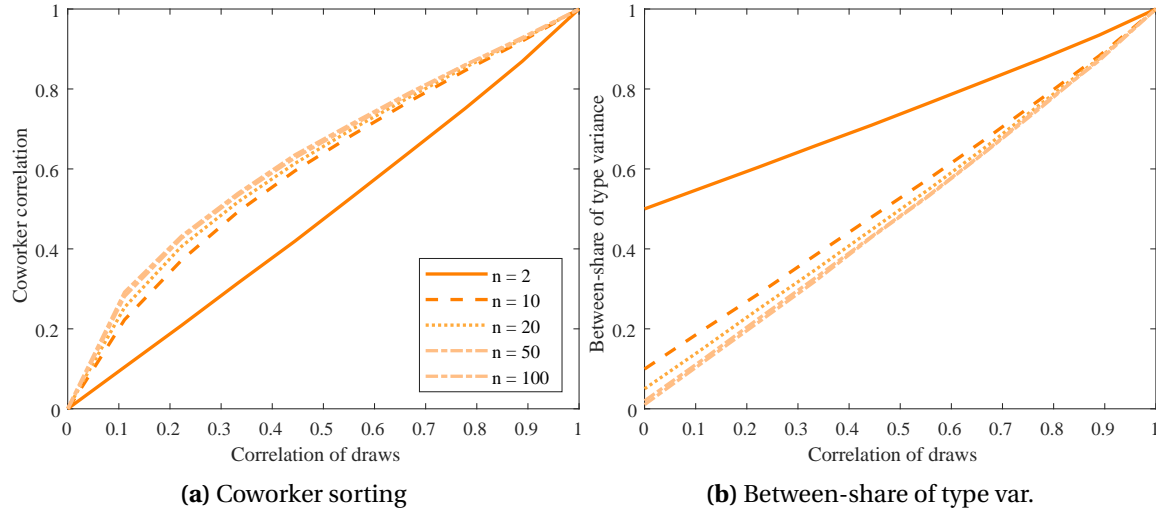 1
0.8
0.6
0.4
0.2
0
Coworker correlation
n = 2
n = 10
n = 20
n = 50
n = 100
0 0.1 0.2 0.3 0.4 0.5 0.6 0.7 0.8 0.9 1
Correlation of draws
(a) Coworker sorting
1
0.8
0.6
0.4
0.2
0
Between-share of type variance
0 0.1 0.2 0.3 0.4 0.5 0.6 0.7 0.8 0.9 1
Correlation of draws
(b) Between-share of type var.